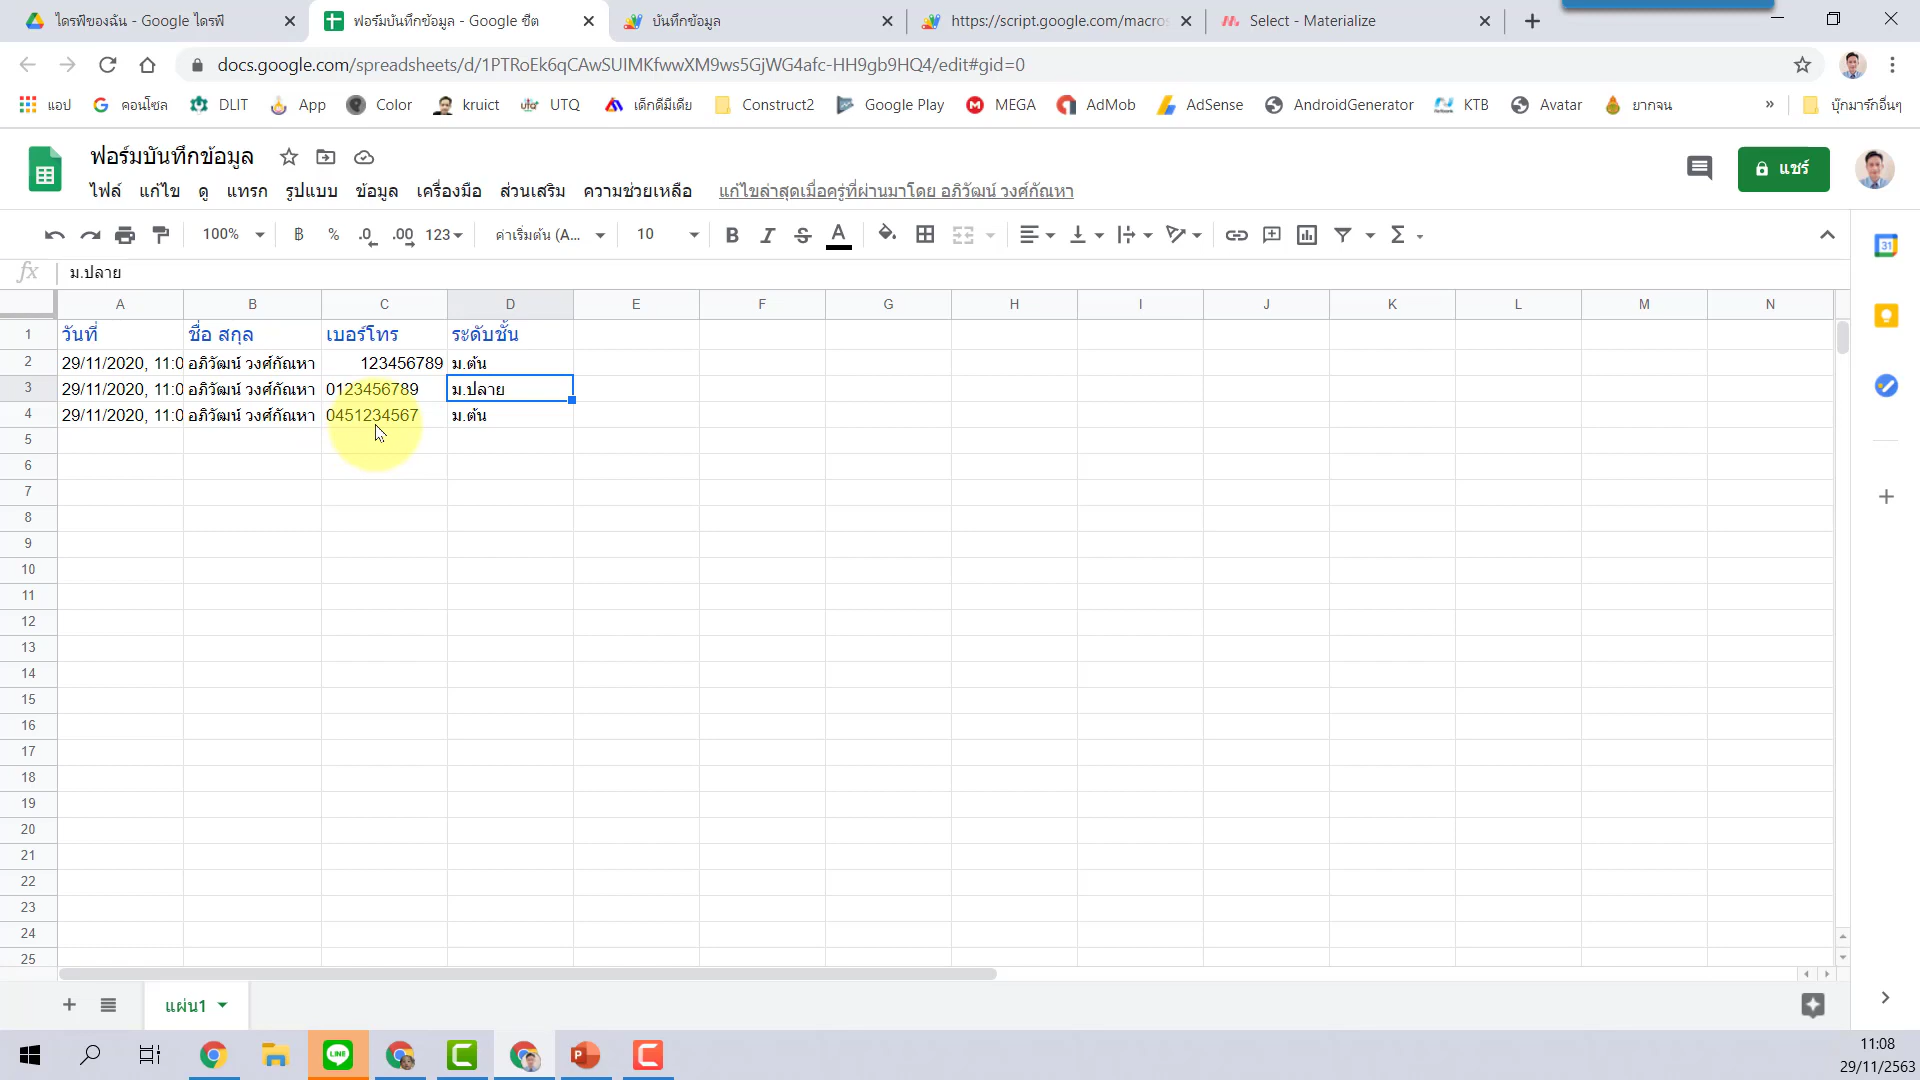 ไดรฟ์ของฉัน - Google ไดรฟ์
ฟอร์มบันทึกข้อมูล - Google ชีต
บันทึกข้อมูล
https://script.google.com/macros
Select - Materialize
docs.google.com/spreadsheets/d/1PTRoEk6qCAwSUIMKfwwXM9ws5GjWG4afc-HH9gb9HQ4/edit#gid=0
แอป
คอนโซล
DLIT
App
Color
kruict
UTQ
เด็กดีมีเดีย
Construct2
Google Play
MEGA
AdMob
AdSense
AndroidGenerator
KTB
Avatar
ยากจน
»
บุ๊กมาร์กอื่นๆ
ฟอร์มบันทึกข้อมูล
แชร์
ไฟล์ แก้ไข ดู แทรก รูปแบบ ข้อมูล เครื่องมือ ส่วนเสริม ความช่วยเหลือ
แก้ไขล่าสุดเมื่อครู่ที่ผ่านมาโดย อภิวัฒน์ วงศ์กัณหา
100% ฿ % .0 .00 123 ค่าเริ่มต้น (A... 10 B I S A Σ
31
fx ม.ปลาย
A B C D E F G H I J K L M N
1 วันที่ ชื่อ สกุล เบอร์โทร ระดับชั้น
2 29/11/2020, 11:0 อภิวัฒน์ วงศ์กัณหา 123456789 ม.ต้น
3 29/11/2020, 11:0 อภิวัฒน์ วงศ์กัณหา 0123456789 ม.ปลาย
4 29/11/2020, 11:0 อภิวัฒน์ วงศ์กัณหา 0451234567 ม.ต้น
5
6
7
8
9
10
11
12
13
14
15
16
17
18
19
20
21
22
23
24
25
แผ่น1
LINE
11:08
29/11/2563